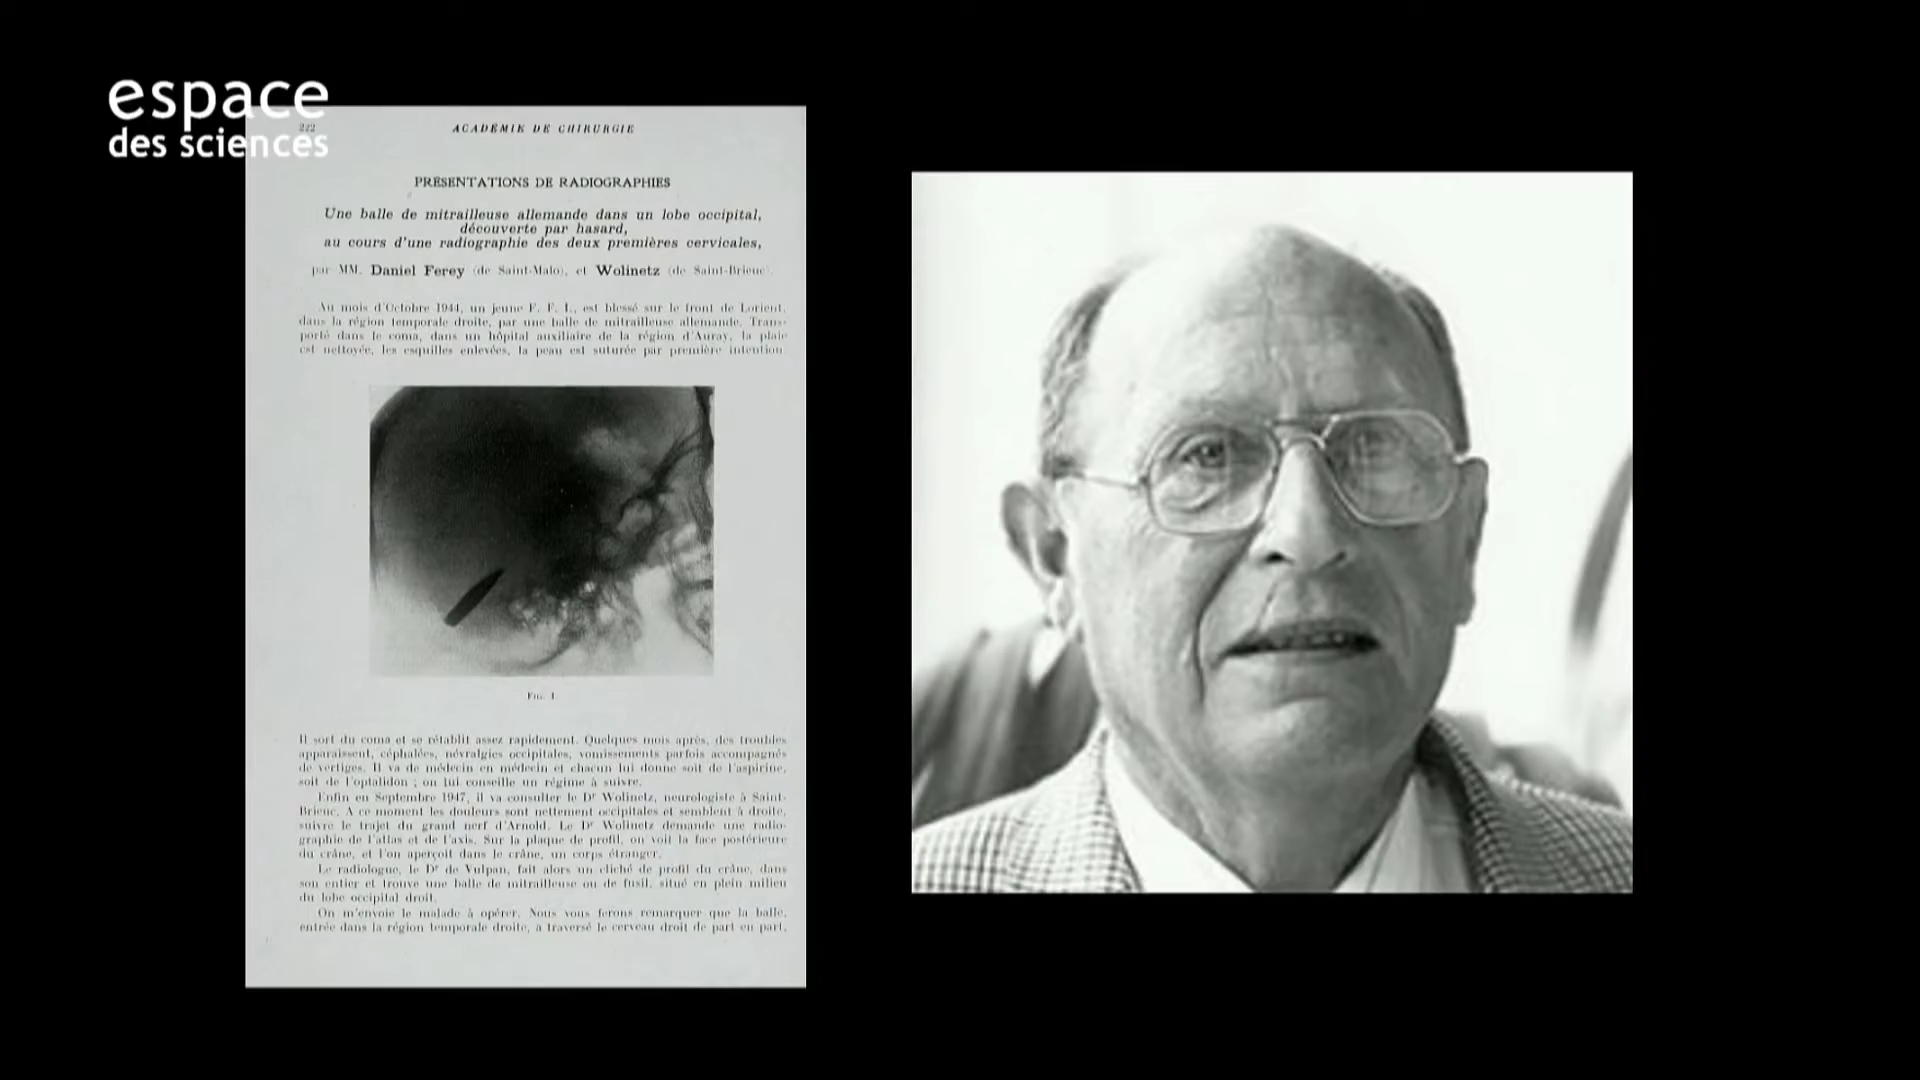 espace
des sciences
222
ACADÉMIE DE CHIRURGIE
PRÉSENTATIONS DE RADIOGRAPHIES
Une balle de mitrailleuse allemande dans un lobe occipital,
découverte par hasard,
au cours d'une radiographie des deux premières cervicales,
par MM. Daniel Ferey (de Saint-Malo), et Wolinetz (de Saint-Brieuc).
Au mois d'Octobre 1944, un jeune F. F. I., est blessé sur le front de Lorient,
dans la région temporale droite, par une balle de mitrailleuse allemande. Trans-
porté dans le coma, dans un hôpital auxiliaire de la région d'Auray, la plaie
est nettoyée, les esquilles enlevées, la peau est suturée par première intention.
FIG. 1
Il sort du coma et se rétablit assez rapidement. Quelques mois après, des troubles
apparaissent, céphalées, névralgies occipitales, vomissements parfois accompagnés
de vertiges. Il va de médecin en médecin et chacun lui donne soit de l'aspirine,
soit de l'optalidon ; on lui conseille un régime à suivre.
Enfin en Septembre 1947, il va consulter le Dr Wolinetz, neurologiste à Saint-
Brieuc. A ce moment les douleurs sont nettement occipitales et semblent à droite,
suivre le trajet du grand nerf d'Arnold. Le Dr Wolinetz demande une radio-
graphie de l'atlas et de l'axis. Sur la plaque de profil, on voit la face postérieure
du crâne, et l'on aperçoit dans le crâne, un corps étranger.
Le radiologue, le Dr de Vulpan, fait alors un cliché de profil du crâne, dans
son entier et trouve une balle de mitrailleuse ou de fusil, situé en plein milieu
du lobe occipital droit.
On m'envoie le malade à opérer. Nous vous ferons remarquer que la balle,
entrée dans la région temporale droite, a traversé le cerveau droit de part en part,